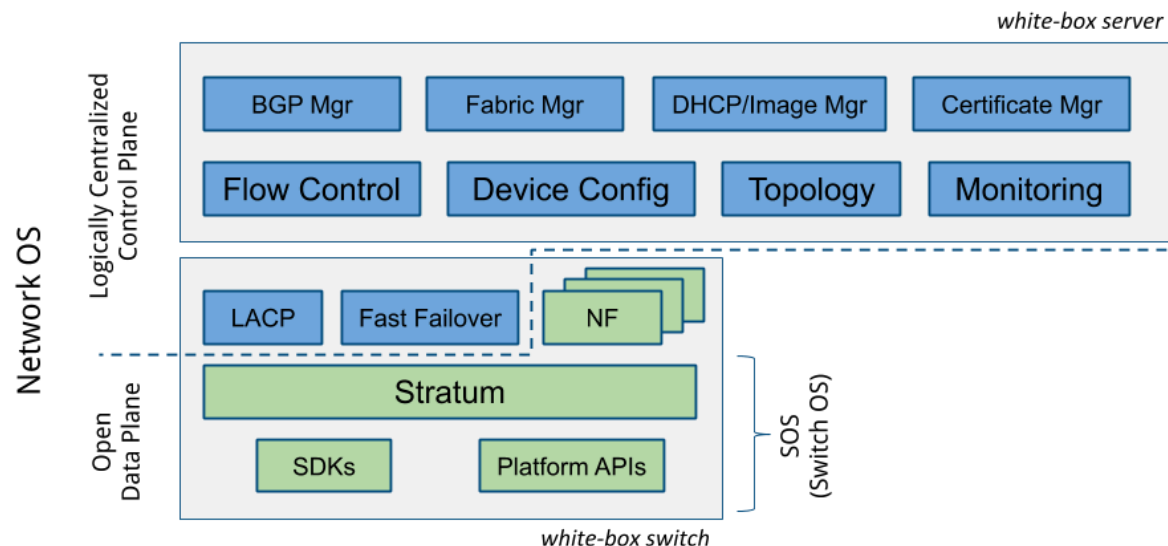 white-box server
Network OS
Logically Centralized
Control Plane
BGP Mgr
Fabric Mgr
DHCP/Image Mgr
Certificate Mgr
Flow Control
Device Config
Topology
Monitoring
LACP
Fast Failover
NF
Open
Data Plane
Stratum
SDKs
Platform APIs
SOS
(Switch OS)
white-box switch